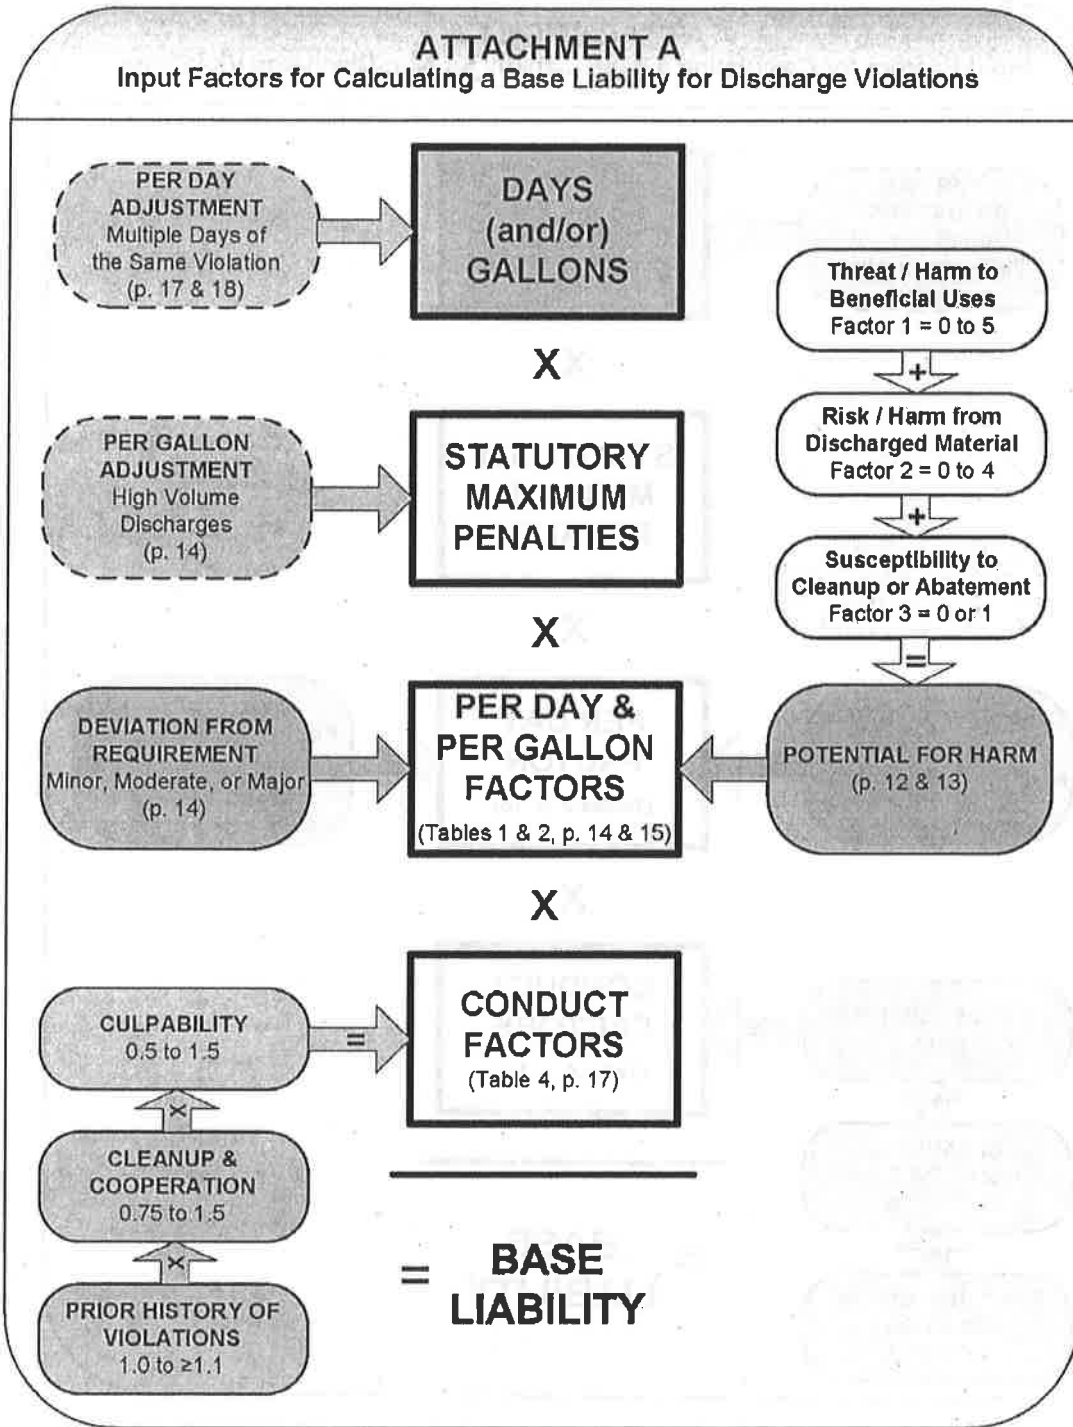 ATTACHMENT A
Input Factors for Calculating a Base Liability for Discharge Violations
PER DAY
ADJUSTMENT
Multiple Days of
the Same Violation
(p. 17 & 18)
DAYS
(and/or)
GALLONS
Threat / Harm to
Beneficial Uses
Factor 1 = 0 to 5
X
+
PER GALLON
ADJUSTMENT
High Volume
Discharges
(p. 14)
STATUTORY
MAXIMUM
PENALTIES
Risk / Harm from
Discharged Material
Factor 2 = 0 to 4
+
Susceptibility to
Cleanup or Abatement
Factor 3 = 0 or 1
X
=
DEVIATION FROM
REQUIREMENT
Minor, Moderate, or Major
(p. 14)
PER DAY &
PER GALLON
FACTORS
(Tables 1 & 2, p. 14 & 15)
POTENTIAL FOR HARM
(p. 12 & 13)
X
CULPABILITY
0.5 to 1.5
=
CONDUCT
FACTORS
(Table 4, p. 17)
X
CLEANUP &
COOPERATION
0.75 to 1.5
X
PRIOR HISTORY OF
VIOLATIONS
1.0 to ≥1.1
= BASE
LIABILITY